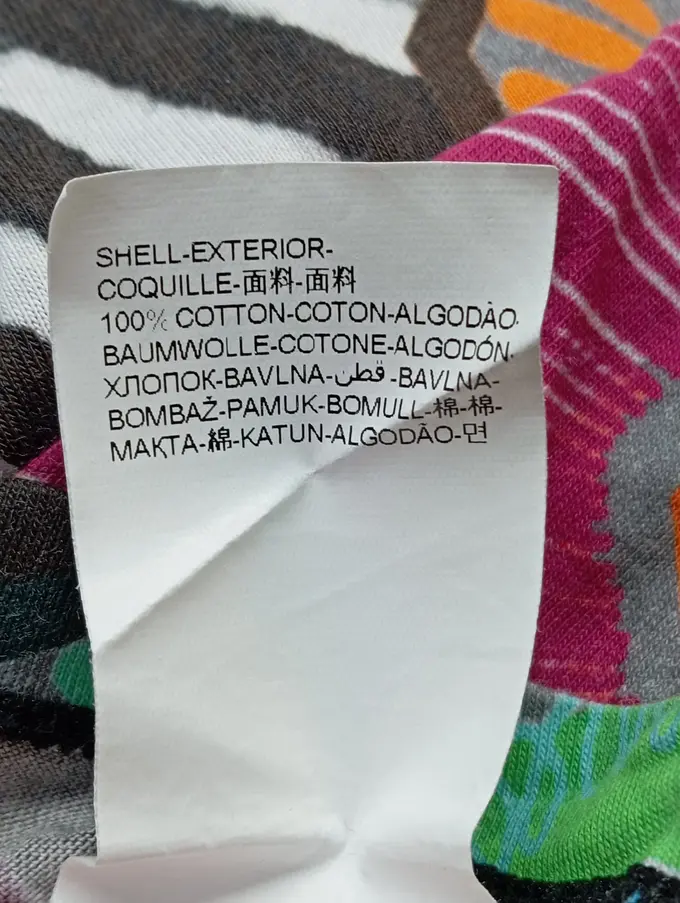 SHELL-EXTERIOR-
COQUILLE-面料-面料
100% COTTON-COTON-ALGODÃO.
BAUMWOLLE-COTONE-ALGODÓN-
ХЛОПОК-BAVLNA-قطن-BAVLNA-
BOMBAŽ-PAMUK-BOMULL-棉-棉-
MAKTA-綿-KATUN-ALGODÃO-면